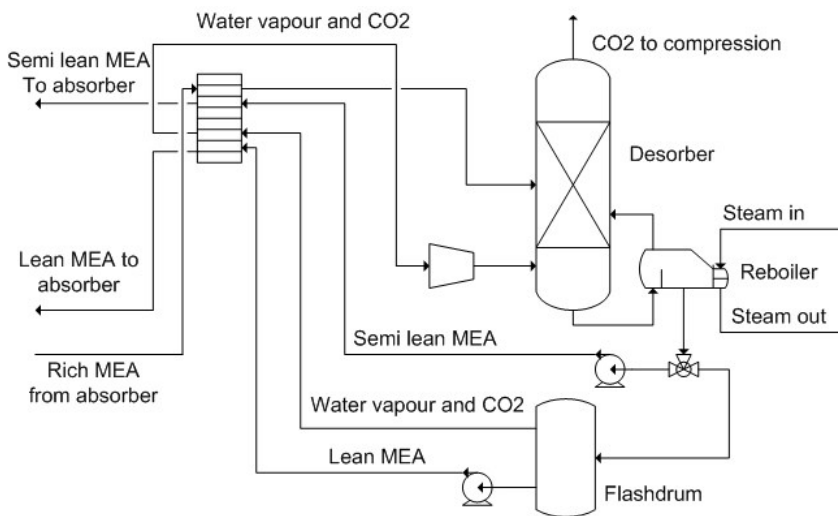 Water vapour and CO2
CO2 to compression
Semi lean MEA
To absorber
Desorber
Steam in
Lean MEA to
absorber
Reboiler
Steam out
Semi lean MEA
Rich MEA
from absorber
Water vapour and CO2
Lean MEA
Flashdrum